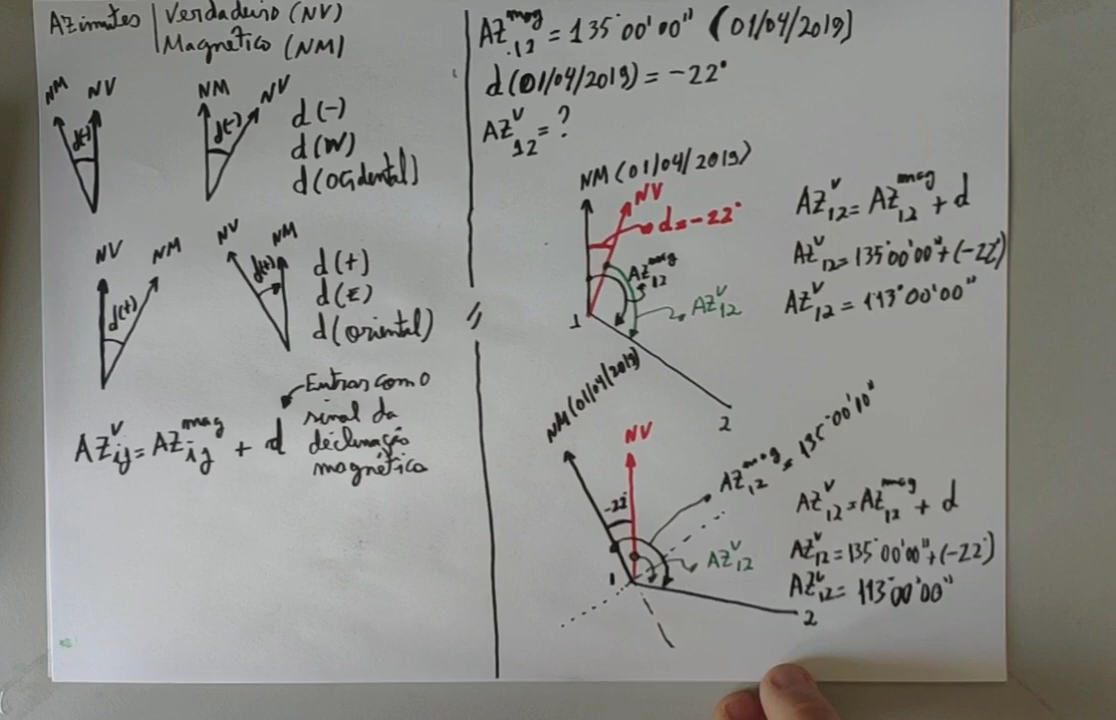 Azimutes | Verdadeiro (NV)
Magnético (NM)
NM NV
d(-)
NM NV
d(-)
d(-)
d(W)
d(ocidental)
NV NM
d(+)
NV NM
d(+)
d(+)
d(E)
d(oriental)
AZ^v_ij = AZ^mag_ij + d
Entrar com o
sinal da
declinação
magnética
AZ^mag_12 = 135°00'00" (01/04/2019)
d(01/04/2019) = -22°
AZ^v_12 = ?
NM (01/04/2019)
NV
d=-22°
AZ^mag_12
AZ^v_12
1
2
AZ^v_12 = AZ^mag_12 + d
AZ^v_12 = 135°00'00" + (-22°)
AZ^v_12 = 113°00'00"
NM (01/04/2019)
NV
-22°
AZ^mag_12 = 135°00'00"
AZ^v_12
1
2
AZ^v_12 = AZ^mag_12 + d
AZ^v_12 = 135°00'00" + (-22°)
AZ^v_12 = 113°00'00"